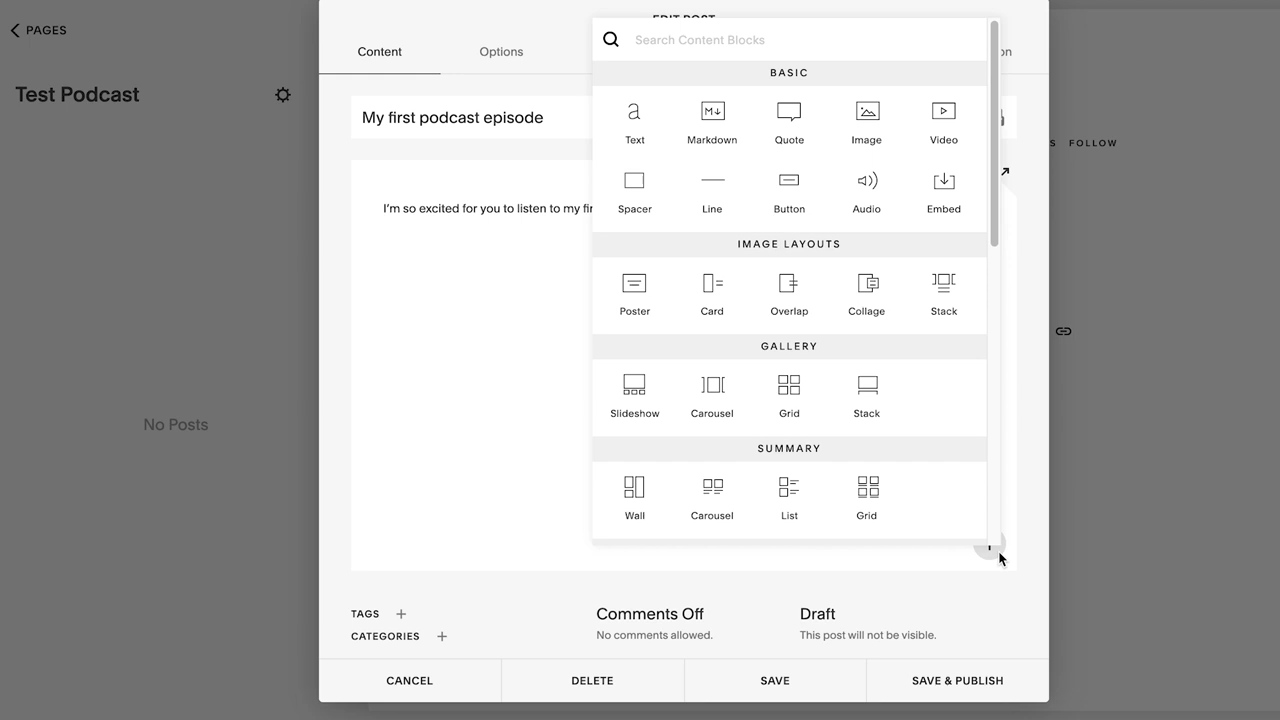 PAGES
Test Podcast
No Posts
EDIT POST
Content
Options
on
My first podcast episode
I'm so excited for you to listen to my fir
Search Content Blocks
BASIC
a
Text Markdown Quote Image Video
M
Spacer Line Button Audio Embed
IMAGE LAYOUTS
Poster Card Overlap Collage Stack
GALLERY
Slideshow Carousel Grid Stack
SUMMARY
Wall Carousel List Grid
S FOLLOW
TAGS +
CATEGORIES +
Comments Off
No comments allowed.
Draft
This post will not be visible.
CANCEL DELETE SAVE SAVE & PUBLISH